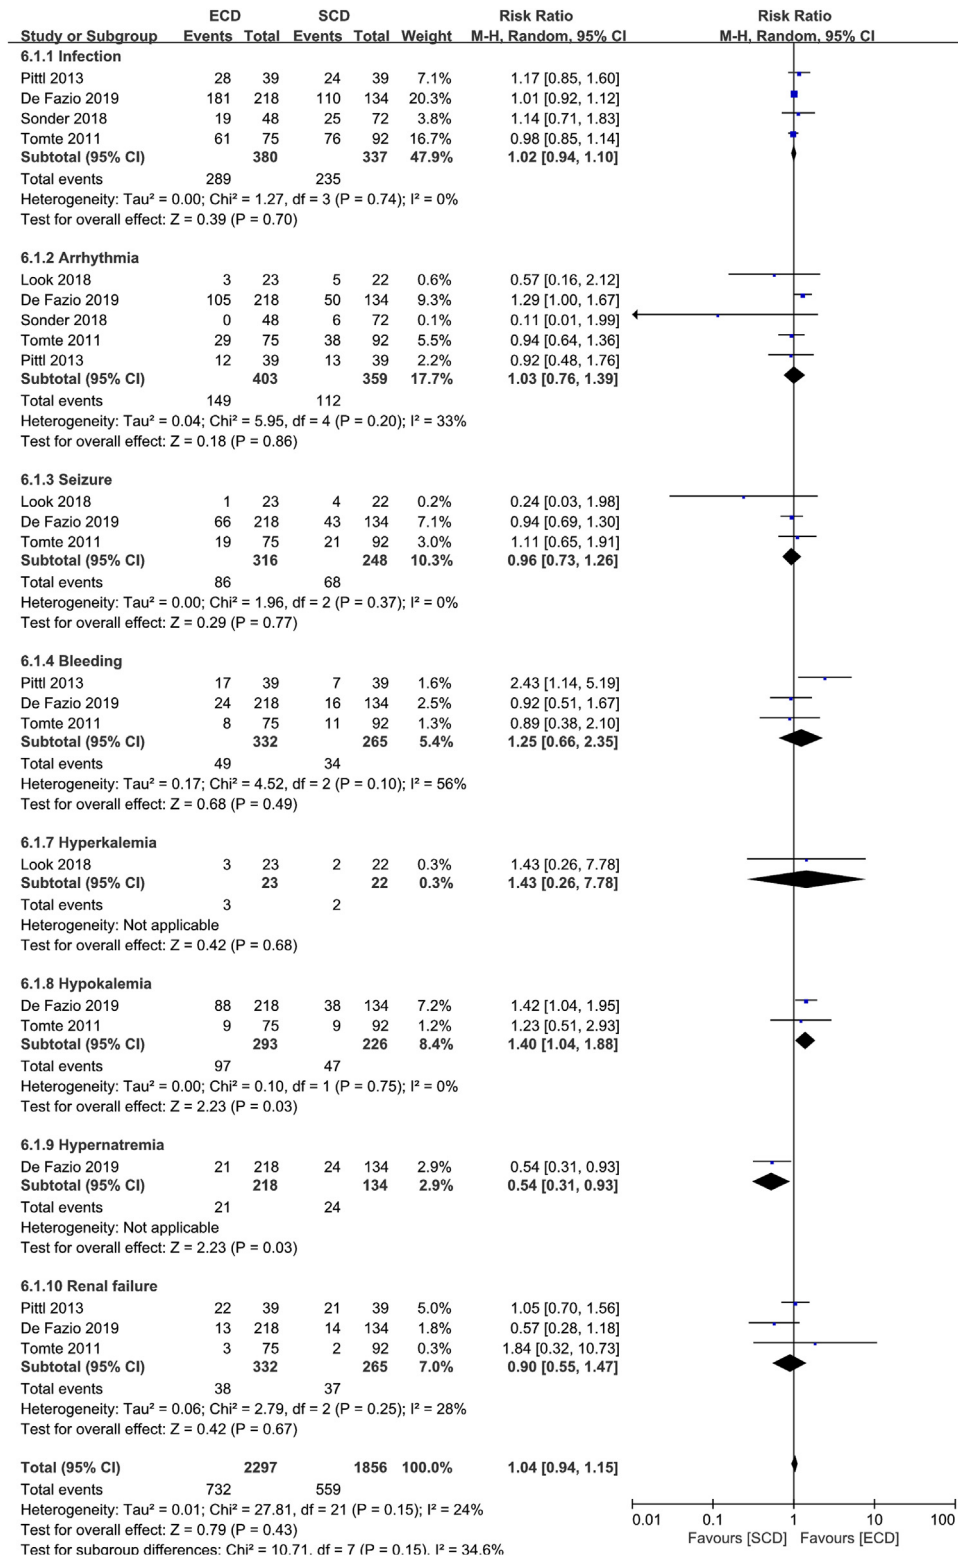 ECD SCD Risk Ratio Risk Ratio
Study or Subgroup Events Total Events Total Weight M-H, Random, 95% CI M-H, Random, 95% CI
6.1.1 Infection
Pittl 2013 28 39 24 39 7.1% 1.17 [0.85, 1.60]
De Fazio 2019 181 218 110 134 20.3% 1.01 [0.92, 1.12]
Sonder 2018 19 48 25 72 3.8% 1.14 [0.71, 1.83]
Tomte 2011 61 75 76 92 16.7% 0.98 [0.85, 1.14]
Subtotal (95% CI) 380 337 47.9% 1.02 [0.94, 1.10]
Total events 289 235
Heterogeneity: Tau² = 0.00; Chi² = 1.27, df = 3 (P = 0.74); I² = 0%
Test for overall effect: Z = 0.39 (P = 0.70)
6.1.2 Arrhythmia
Look 2018 3 23 5 22 0.6% 0.57 [0.16, 2.12]
De Fazio 2019 105 218 50 134 9.3% 1.29 [1.00, 1.67]
Sonder 2018 0 48 6 72 0.1% 0.11 [0.01, 1.99]
Tomte 2011 29 75 38 92 5.5% 0.94 [0.64, 1.36]
Pittl 2013 12 39 13 39 2.2% 0.92 [0.48, 1.76]
Subtotal (95% CI) 403 359 17.7% 1.03 [0.76, 1.39]
Total events 149 112
Heterogeneity: Tau² = 0.04; Chi² = 5.95, df = 4 (P = 0.20); I² = 33%
Test for overall effect: Z = 0.18 (P = 0.86)
6.1.3 Seizure
Look 2018 1 23 4 22 0.2% 0.24 [0.03, 1.98]
De Fazio 2019 66 218 43 134 7.1% 0.94 [0.69, 1.30]
Tomte 2011 19 75 21 92 3.0% 1.11 [0.65, 1.91]
Subtotal (95% CI) 316 248 10.3% 0.96 [0.73, 1.26]
Total events 86 68
Heterogeneity: Tau² = 0.00; Chi² = 1.96, df = 2 (P = 0.37); I² = 0%
Test for overall effect: Z = 0.29 (P = 0.77)
6.1.4 Bleeding
Pittl 2013 17 39 7 39 1.6% 2.43 [1.14, 5.19]
De Fazio 2019 24 218 16 134 2.5% 0.92 [0.51, 1.67]
Tomte 2011 8 75 11 92 1.3% 0.89 [0.38, 2.10]
Subtotal (95% CI) 332 265 5.4% 1.25 [0.66, 2.35]
Total events 49 34
Heterogeneity: Tau² = 0.17; Chi² = 4.52, df = 2 (P = 0.10); I² = 56%
Test for overall effect: Z = 0.68 (P = 0.49)
6.1.7 Hyperkalemia
Look 2018 3 23 2 22 0.3% 1.43 [0.26, 7.78]
Subtotal (95% CI) 23 22 0.3% 1.43 [0.26, 7.78]
Total events 3 2
Heterogeneity: Not applicable
Test for overall effect: Z = 0.42 (P = 0.68)
6.1.8 Hypokalemia
De Fazio 2019 88 218 38 134 7.2% 1.42 [1.04, 1.95]
Tomte 2011 9 75 9 92 1.2% 1.23 [0.51, 2.93]
Subtotal (95% CI) 293 226 8.4% 1.40 [1.04, 1.88]
Total events 97 47
Heterogeneity: Tau² = 0.00; Chi² = 0.10, df = 1 (P = 0.75); I² = 0%
Test for overall effect: Z = 2.23 (P = 0.03)
6.1.9 Hypernatremia
De Fazio 2019 21 218 24 134 2.9% 0.54 [0.31, 0.93]
Subtotal (95% CI) 218 134 2.9% 0.54 [0.31, 0.93]
Total events 21 24
Heterogeneity: Not applicable
Test for overall effect: Z = 2.23 (P = 0.03)
6.1.10 Renal failure
Pittl 2013 22 39 21 39 5.0% 1.05 [0.70, 1.56]
De Fazio 2019 13 218 14 134 1.8% 0.57 [0.28, 1.18]
Tomte 2011 3 75 2 92 0.3% 1.84 [0.32, 10.73]
Subtotal (95% CI) 332 265 7.0% 0.90 [0.55, 1.47]
Total events 38 37
Heterogeneity: Tau² = 0.06; Chi² = 2.79, df = 2 (P = 0.25); I² = 28%
Test for overall effect: Z = 0.42 (P = 0.67)
Total (95% CI) 2297 1856 100.0% 1.04 [0.94, 1.15]
Total events 732 559
Heterogeneity: Tau² = 0.01; Chi² = 27.81, df = 21 (P = 0.15); I² = 24%
Test for overall effect: Z = 0.79 (P = 0.43)
Test for subgroup differences: Chi² = 10.71, df = 7 (P = 0.15), I² = 34.6%
0.01 0.1 1 10 100
Favours [SCD] Favours [ECD]